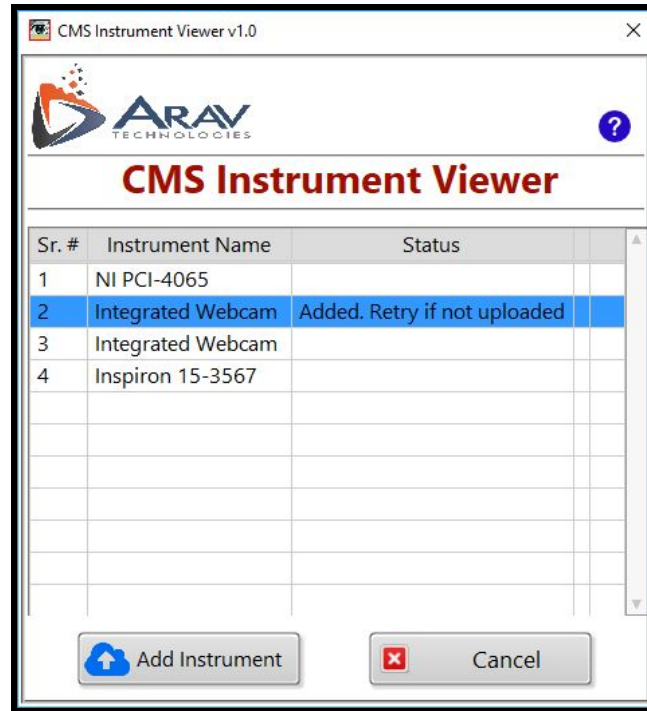 CMS Instrument Viewer v1.0
ARAV
TECHNOLOGIES
?
CMS Instrument Viewer
Sr. # Instrument Name Status
1 NI PCI-4065
2 Integrated Webcam Added. Retry if not uploaded
3 Integrated Webcam
4 Inspiron 15-3567
Add Instrument Cancel